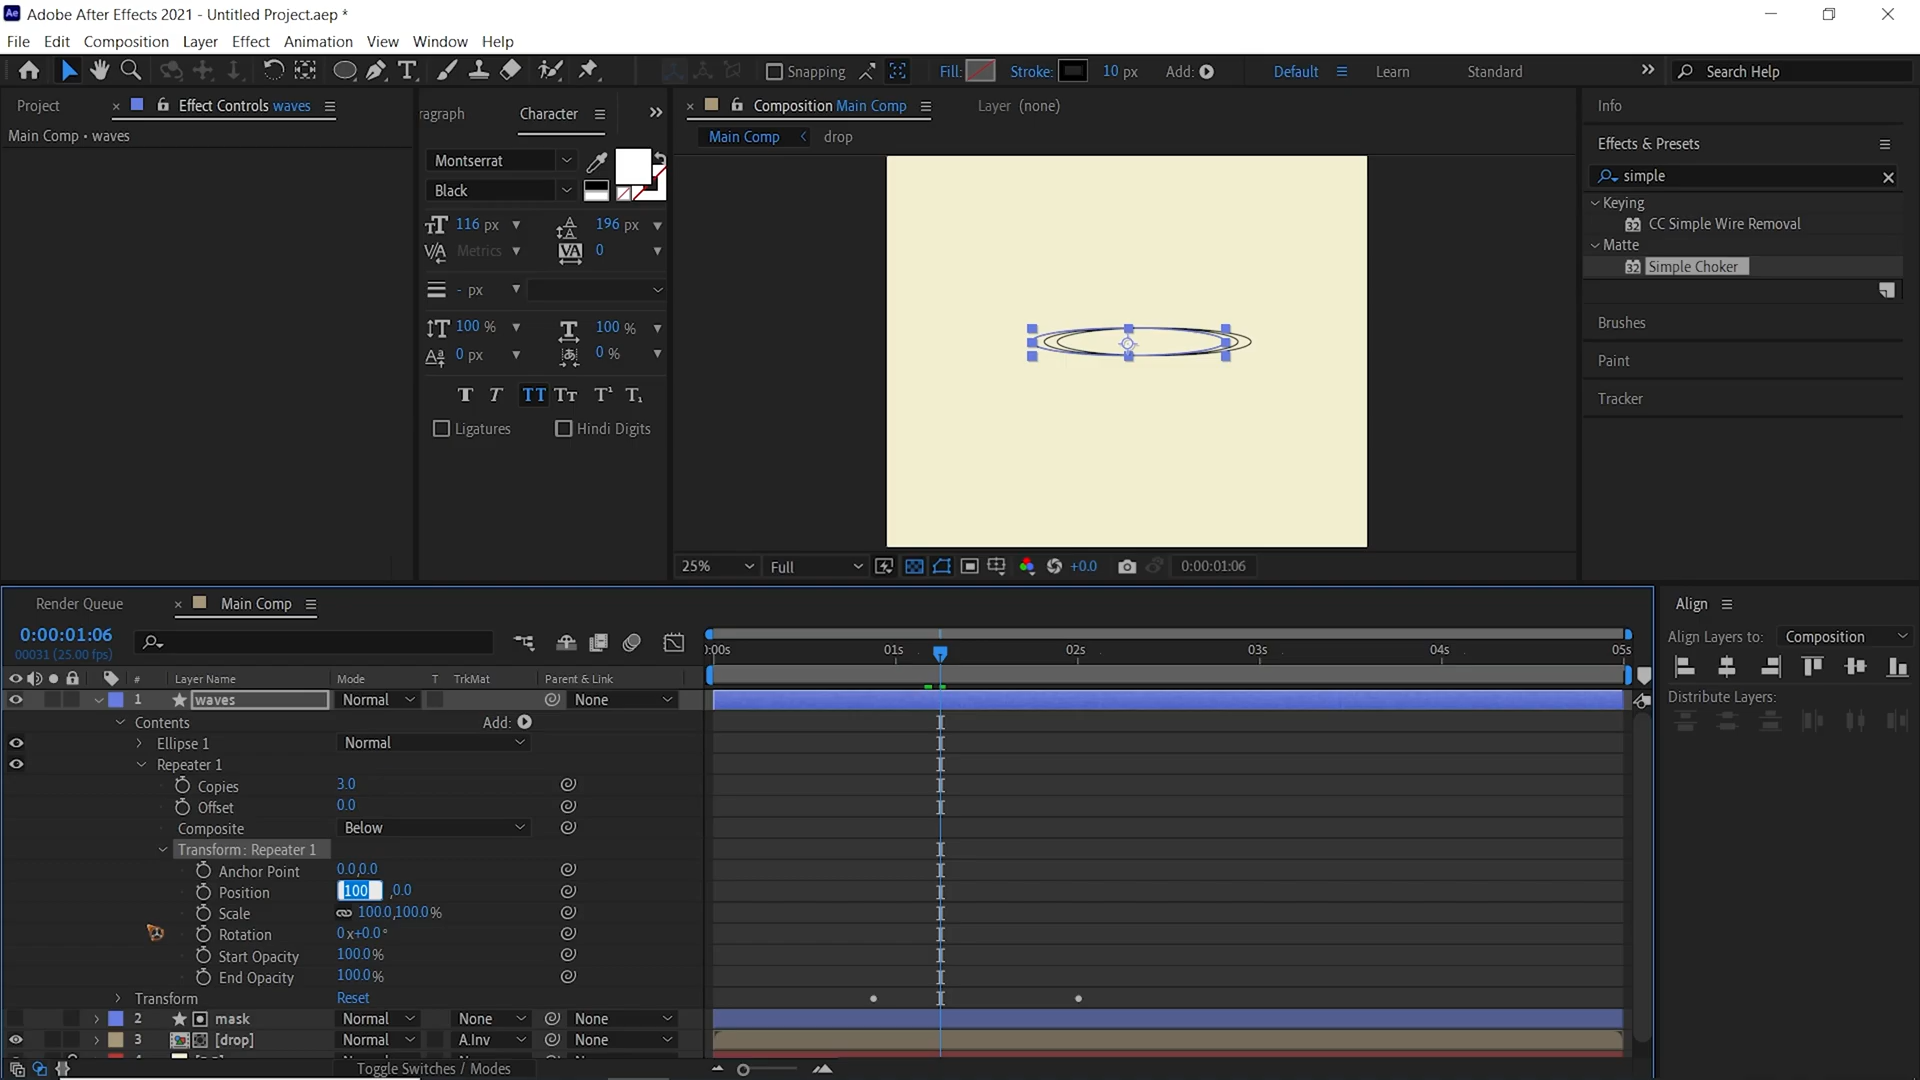 Adobe After Effects 2021 - Untitled Project.aep *
File Edit Composition Layer Effect Animation View Window Help
Snapping Fill: Stroke: 10 px Add: Default Learn Standard Search Help
Project Effect Controls waves
Main Comp • waves
ragraph Character
Montserrat
Black
116 px 196 px
Metrics 0
- px
100 % 100 %
0 px 0 %
T T TT Tt T¹ T₁
Ligatures Hindi Digits
Composition Main Comp Layer (none)
Main Comp drop
25% Full +0.0 0:00:01:06
Info
Effects & Presets
simple
Keying
CC Simple Wire Removal
Matte
Simple Choker
Brushes
Paint
Tracker
Render Queue Main Comp
0:00:01:06
00031 (25.00 fps)
# Layer Name Mode T TrkMat Parent & Link
):00s 01s 02s 03s 04s 05s
1 waves Normal None
Contents Add:
Ellipse 1 Normal
Repeater 1
Copies 3.0
Offset 0.0
Composite Below
Transform: Repeater 1
Anchor Point 0.0,0.0
Position 100 ,0.0
Scale 100.0,100.0%
Rotation 0x+0.0°
Start Opacity 100.0%
End Opacity 100.0%
Transform Reset
2 mask Normal None None
3 [drop] Normal A.Inv None
Toggle Switches / Modes
Align
Align Layers to: Composition
Distribute Layers: